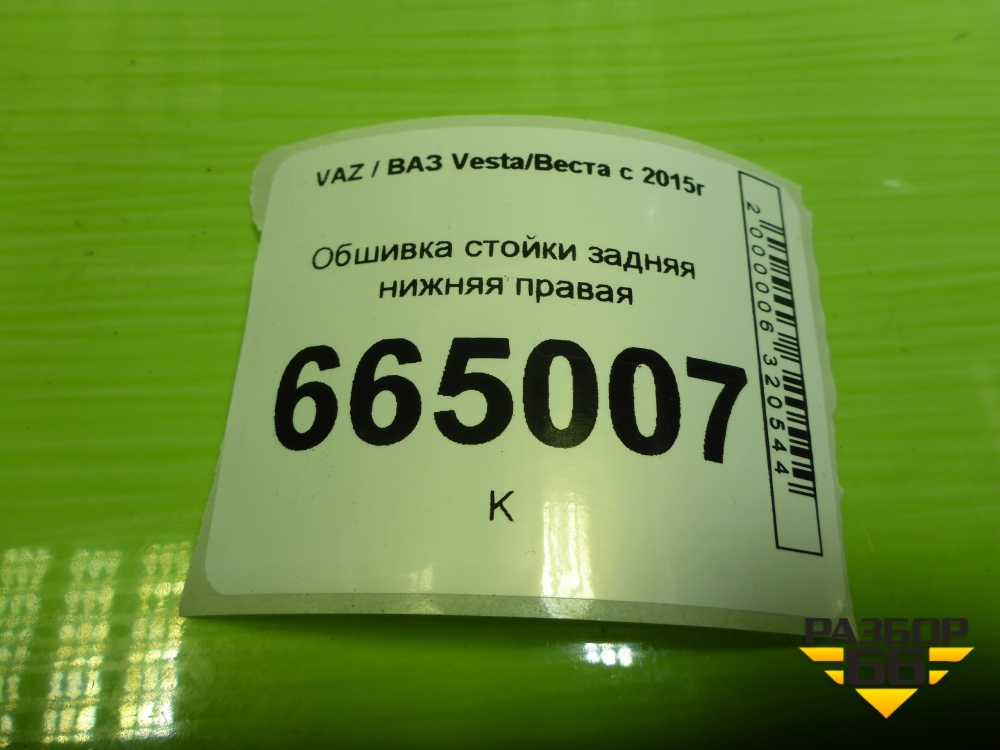 VAZ / ВАЗ Vesta/Веста с 2015г
Обшивка стойки задняя
нижняя правая
665007
К
2000006320544
РАЗБОР
66